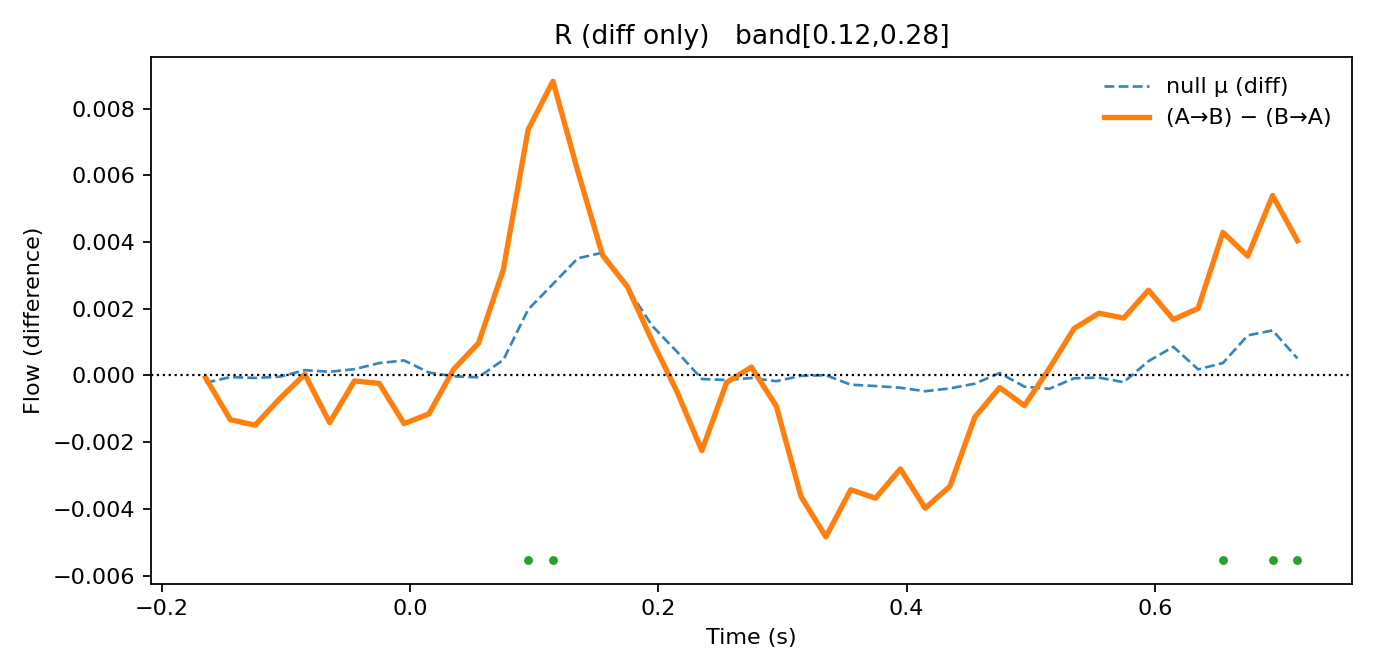 R (diff only)   band[0.12,0.28]
null μ (diff)
(A→B) − (B→A)
Flow (difference)
0.008
0.006
0.004
0.002
0.000
−0.002
−0.004
−0.006
−0.2
0.0
0.2
0.4
0.6
Time (s)